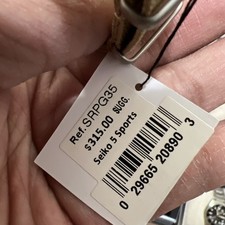 Ref.SRPG35
$315.00 SUGG.
Seiko 5 Sports
0 29665 20890 3